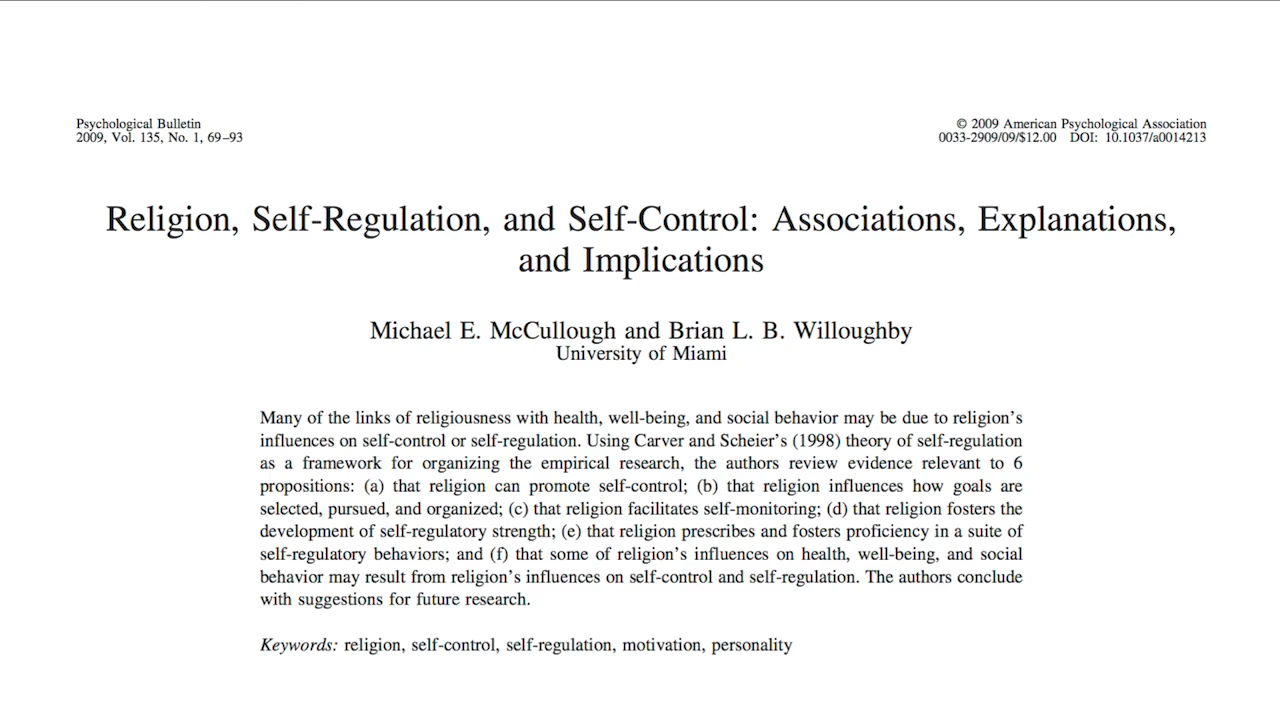 Psychological Bulletin
2009, Vol. 135, No. 1, 69–93
© 2009 American Psychological Association
0033-2909/09/$12.00 DOI: 10.1037/a0014213
Religion, Self-Regulation, and Self-Control: Associations, Explanations,
and Implications
Michael E. McCullough and Brian L. B. Willoughby
University of Miami
Many of the links of religiousness with health, well-being, and social behavior may be due to religion’s
influences on self-control or self-regulation. Using Carver and Scheier’s (1998) theory of self-regulation
as a framework for organizing the empirical research, the authors review evidence relevant to 6
propositions: (a) that religion can promote self-control; (b) that religion influences how goals are
selected, pursued, and organized; (c) that religion facilitates self-monitoring; (d) that religion fosters the
development of self-regulatory strength; (e) that religion prescribes and fosters proficiency in a suite of
self-regulatory behaviors; and (f) that some of religion’s influences on health, well-being, and social
behavior may result from religion’s influences on self-control and self-regulation. The authors conclude
with suggestions for future research.
Keywords: religion, self-control, self-regulation, motivation, personality